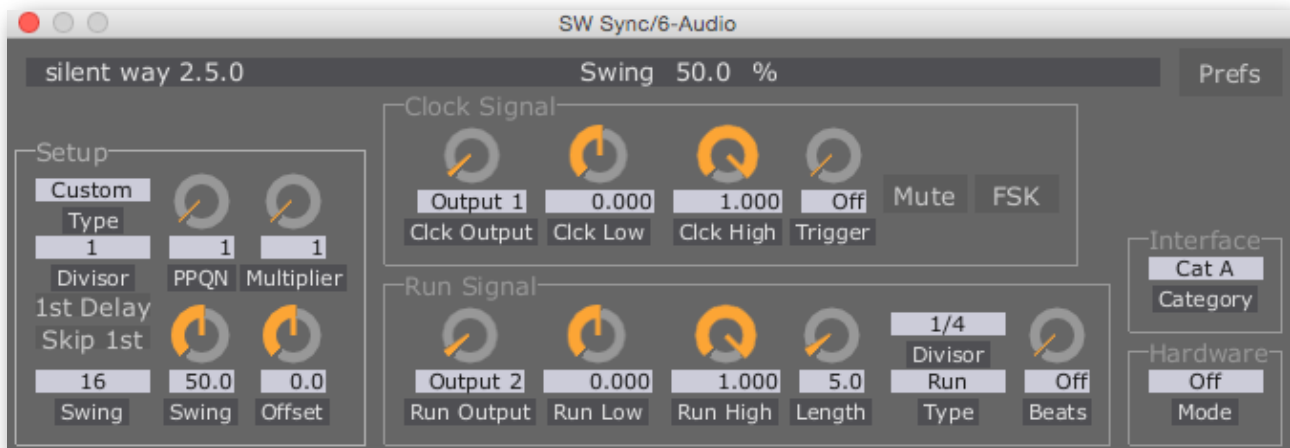 SW Sync/6-Audio
silent way 2.5.0 Swing 50.0 %
Prefs
Setup
Custom
Type
1 1 1
Divisor PPQN Multiplier
1st Delay
Skip 1st
16 50.0 0.0
Swing Swing Offset
Clock Signal
Output 1 0.000 1.000 Off Mute FSK
Clck Output Clck Low Clck High Trigger
Run Signal
1/4
Divisor
Output 2 0.000 1.000 5.0 Run Off
Run Output Run Low Run High Length Type Beats
Interface
Cat A
Category
Hardware
Off
Mode